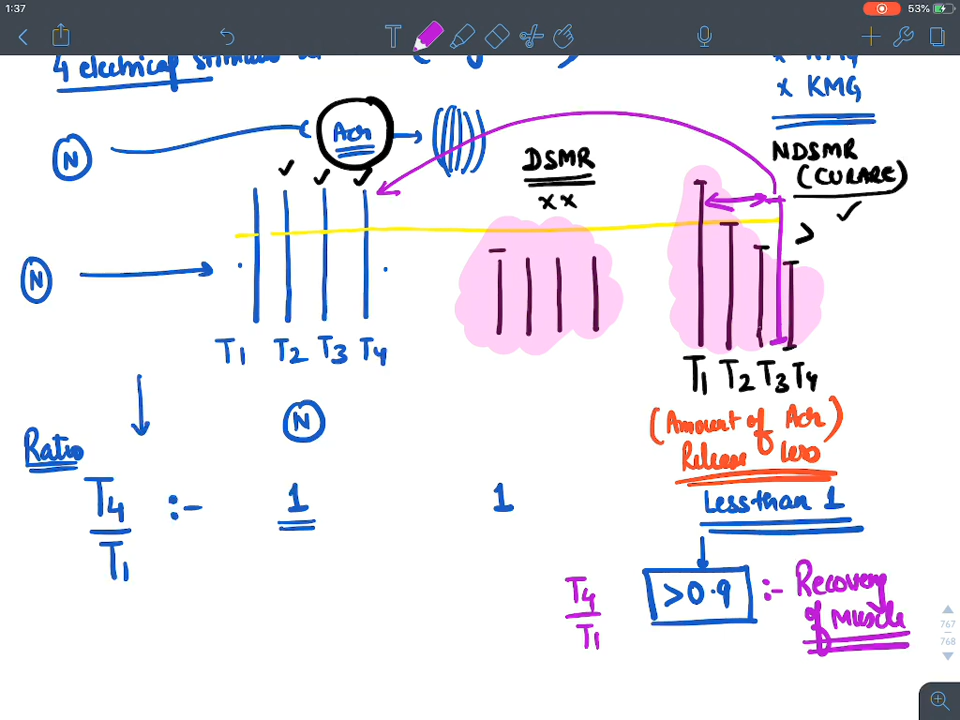 1:37
53%
4 electrical
x KMG
N
Ach
DSMR
x x
NDSMR
(CURARE)
>
N
T1 T2 T3 T4
T1 T2 T3 T4
(Amount of Ach)
Release less
N
Ratio
T4/T1 :- 1 1 Less than 1
T4/T1 >0.9 :- Recovery
of Muscle
767
768